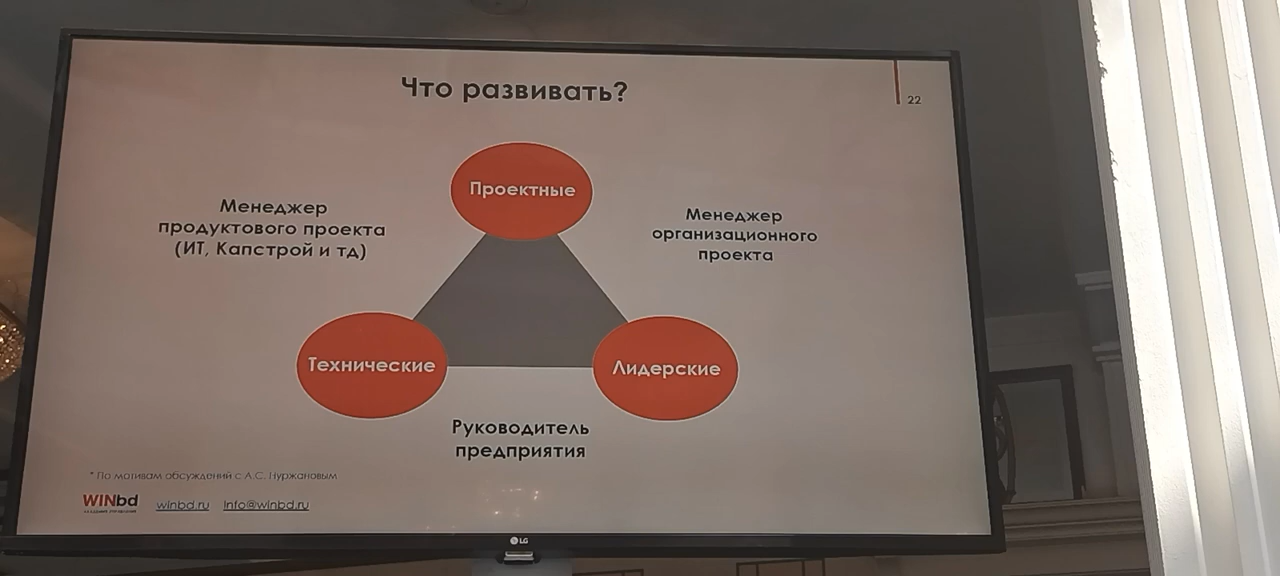 Что развивать?
22
Проектные
Менеджер
продуктового проекта
(ИТ, Капстрой и тд)
Менеджер
организационного
проекта
Технические
Лидерские
Руководитель
предприятия
* По мотивам обсуждений с А.С. Нуржановым
WINbd
winbd.ru info@winbd.ru
LG